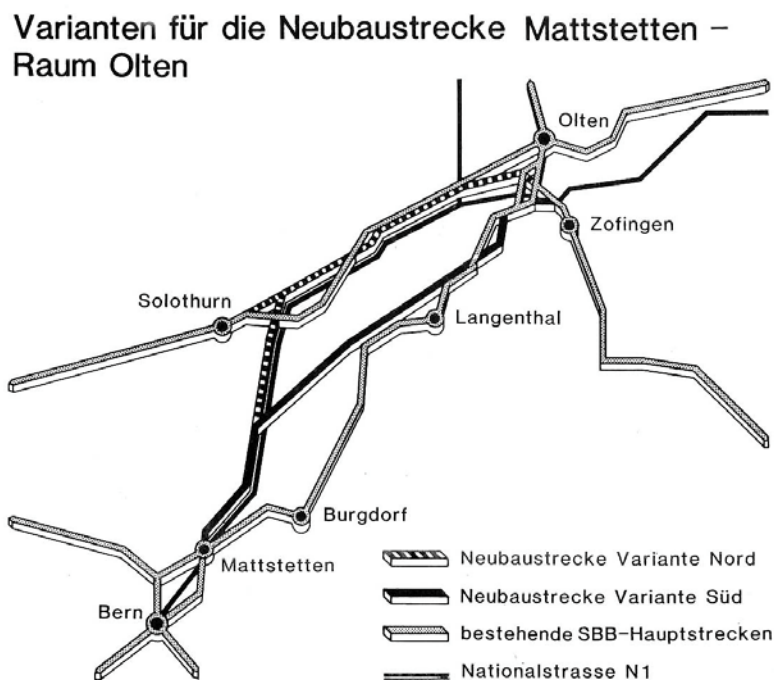 Varianten für die Neubaustrecke Mattstetten –
Raum Olten
Olten
Zofingen
Solothurn
Langenthal
Burgdorf
Mattstetten
Bern
Neubaustrecke Variante Nord
Neubaustrecke Variante Süd
bestehende SBB-Hauptstrecken
Nationalstrasse N1